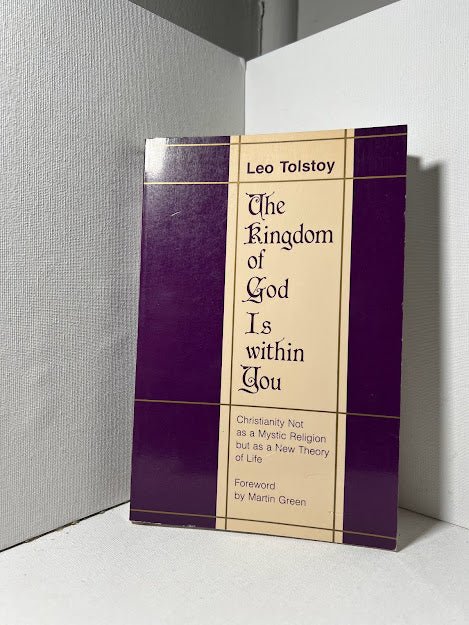 Leo Tolstoy
The
Kingdom
of
God
Is
within
You
Christianity Not
as a Mystic Religion
but as a New Theory
of Life
Foreword
by Martin Green